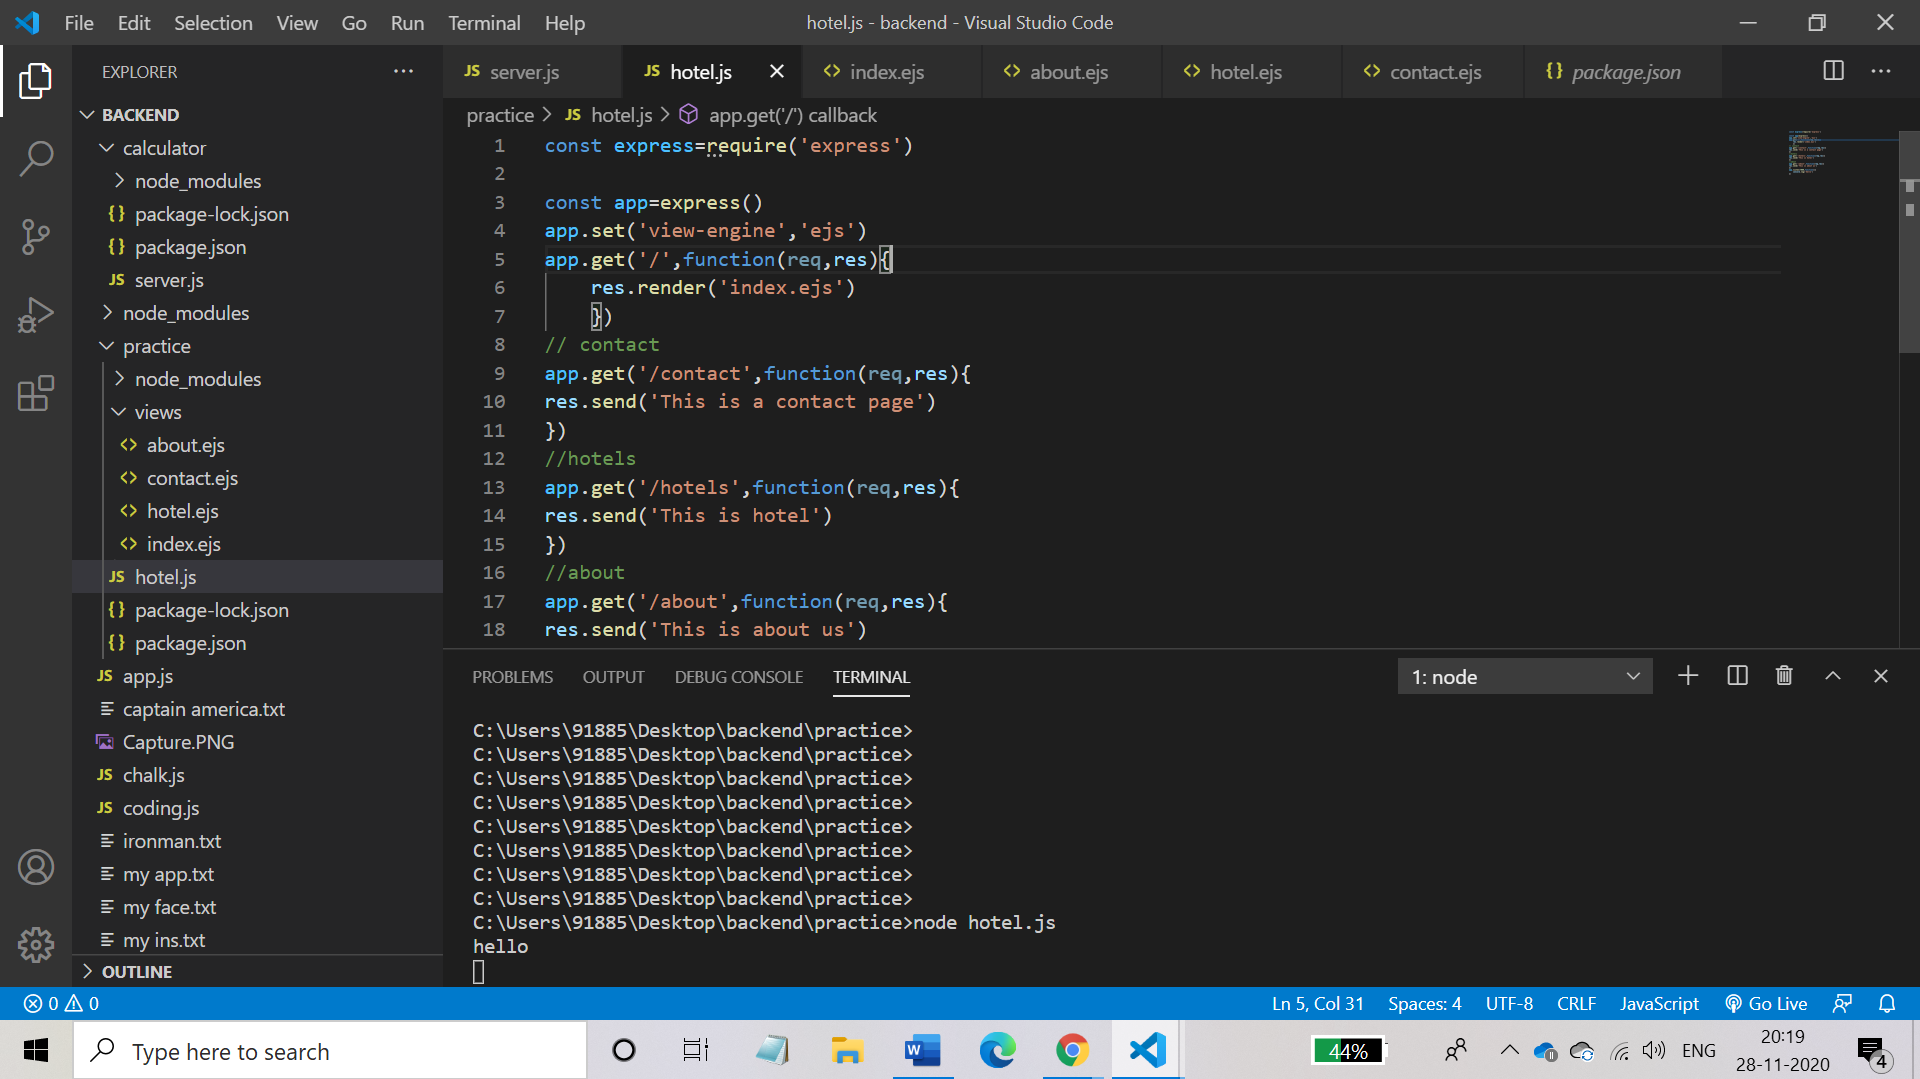 File Edit Selection View Go Run Terminal Help
hotel.js - backend - Visual Studio Code
EXPLORER
BACKEND
calculator
node_modules
package-lock.json
package.json
server.js
node_modules
practice
node_modules
views
about.ejs
contact.ejs
hotel.ejs
index.ejs
hotel.js
package-lock.json
package.json
app.js
captain america.txt
Capture.PNG
chalk.js
coding.js
ironman.txt
my app.txt
my face.txt
my ins.txt
OUTLINE
JS server.js JS hotel.js index.ejs about.ejs hotel.ejs contact.ejs {} package.json
practice > JS hotel.js > app.get('/') callback
1 const express=require('express')
2
3 const app=express()
4 app.set('view-engine','ejs')
5 app.get('/',function(req,res){
6 res.render('index.ejs')
7 })
8 // contact
9 app.get('/contact',function(req,res){
10 res.send('This is a contact page')
11 })
12 //hotels
13 app.get('/hotels',function(req,res){
14 res.send('This is hotel')
15 })
16 //about
17 app.get('/about',function(req,res){
18 res.send('This is about us')
PROBLEMS OUTPUT DEBUG CONSOLE TERMINAL 1: node
C:\Users\91885\Desktop\backend\practice>
C:\Users\91885\Desktop\backend\practice>
C:\Users\91885\Desktop\backend\practice>
C:\Users\91885\Desktop\backend\practice>
C:\Users\91885\Desktop\backend\practice>
C:\Users\91885\Desktop\backend\practice>
C:\Users\91885\Desktop\backend\practice>
C:\Users\91885\Desktop\backend\practice>
C:\Users\91885\Desktop\backend\practice>node hotel.js
hello
0 0 Ln 5, Col 31 Spaces: 4 UTF-8 CRLF JavaScript Go Live
Type here to search
44%
ENG
20:19
28-11-2020
4